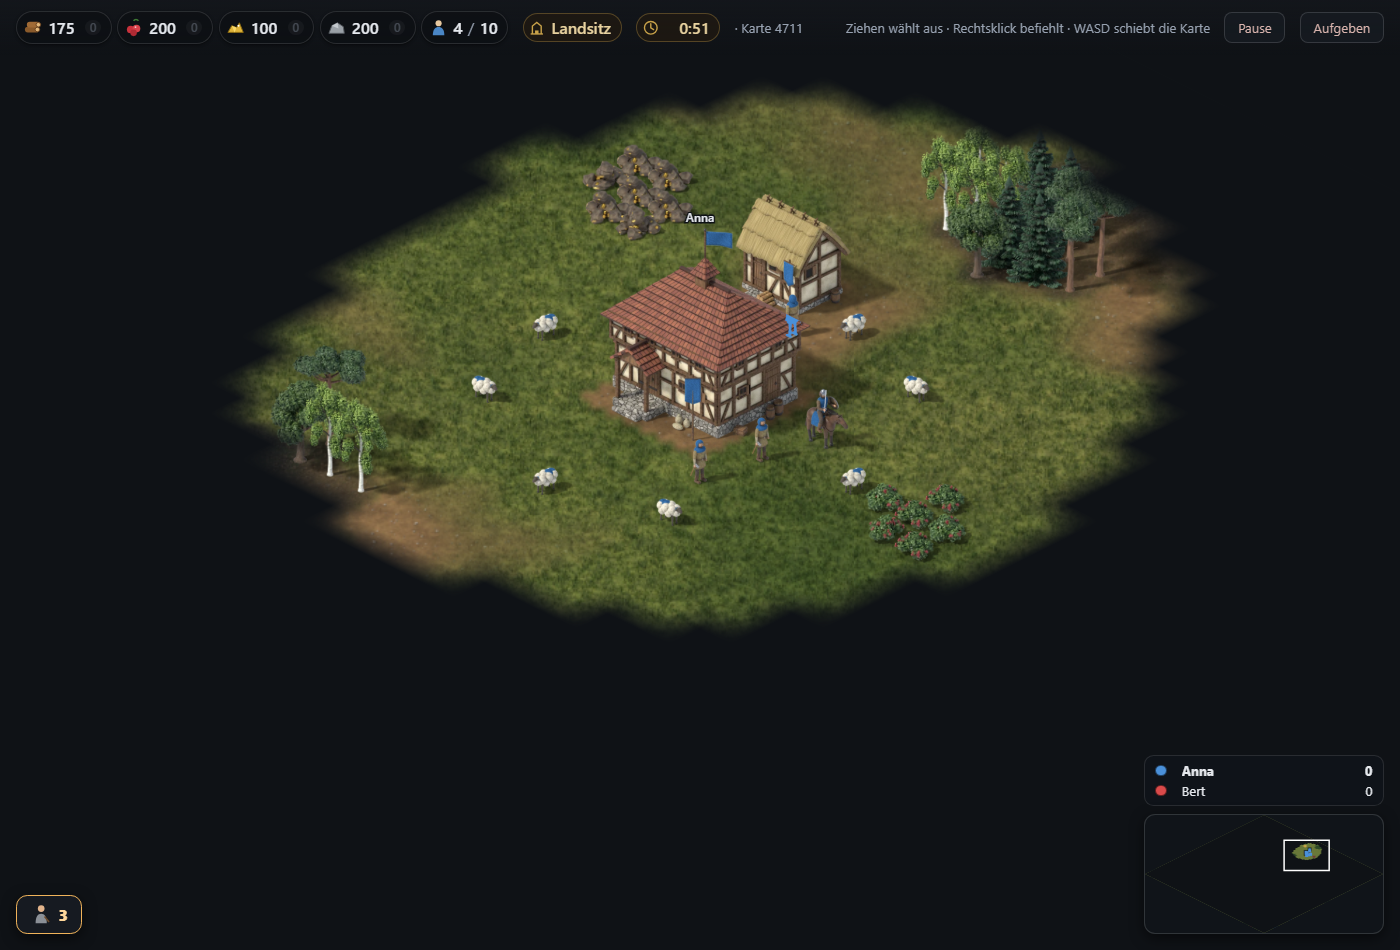 175 0 200 0 100 0 200 0 4 / 10 Landsitz 0:51 · Karte 4711 Ziehen wählt aus · Rechtsklick befiehlt · WASD schiebt die Karte Pause Aufgeben
Anna
Anna 0
Bert 0
3